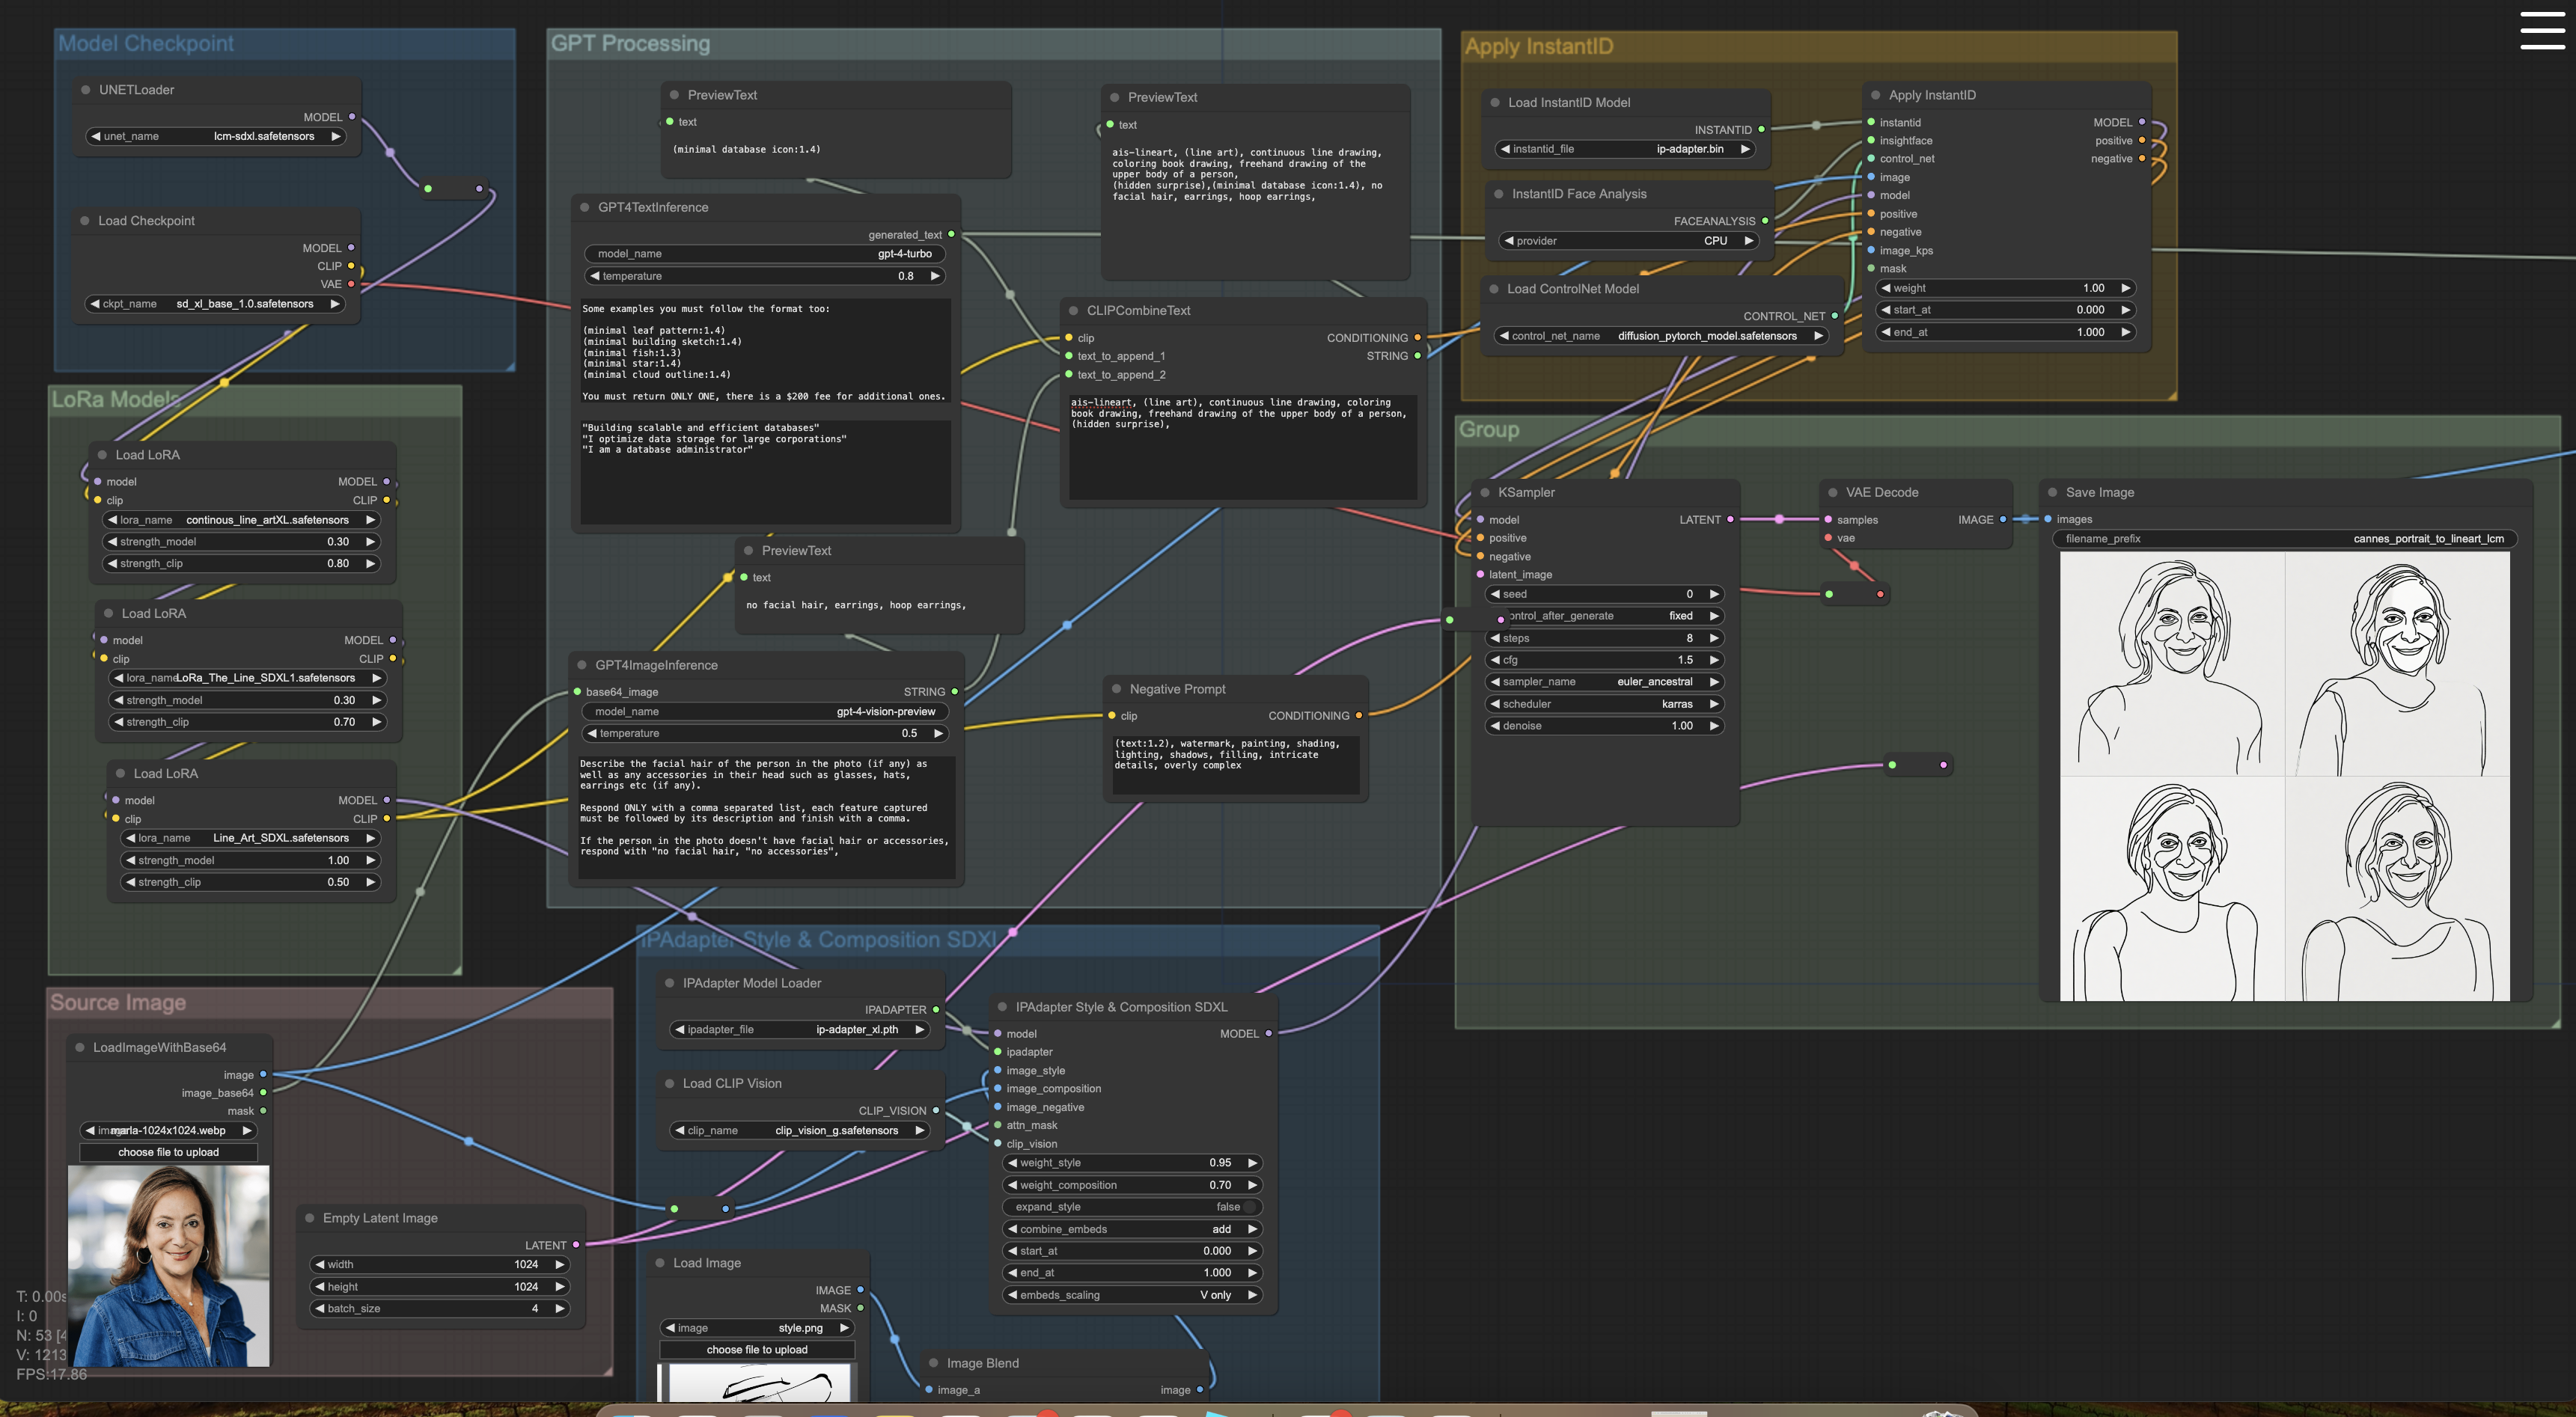 Model Checkpoint
UNETLoader
MODEL
unet_name lcm-sdxl.safetensors
Load Checkpoint
MODEL
CLIP
VAE
ckpt_name sd_xl_base_1.0.safetensors
LoRa Models
Load LoRA
model MODEL
clip CLIP
lora_name continous_line_artXL.safetensors
strength_model 0.30
strength_clip 0.80
Load LoRA
model MODEL
clip CLIP
lora_name LoRa_The_Line_SDXL1.safetensors
strength_model 0.30
strength_clip 0.70
Load LoRA
model MODEL
clip CLIP
lora_name Line_Art_SDXL.safetensors
strength_model 1.00
strength_clip 0.50
Source Image
LoadImageWithBase64
image
image_base64
mask
marla-1024x1024.webp
choose file to upload
Empty Latent Image
LATENT
width 1024
height 1024
batch_size 4
T: 0.00s
I: 0
N: 53 [4
V: 1213
FPS:17.86
GPT Processing
PreviewText
text
(minimal database icon:1.4)
GPT4TextInference
generated_text
model_name gpt-4-turbo
temperature 0.8
Some examples you must follow the format too:
(minimal leaf pattern:1.4)
(minimal building sketch:1.4)
(minimal fish:1.3)
(minimal star:1.4)
(minimal cloud outline:1.4)
You must return ONLY ONE, there is a $200 fee for additional ones.
"Building scalable and efficient databases"
"I optimize data storage for large corporations"
"I am a database administrator"
PreviewText
text
ais-lineart, (line art), continuous line drawing,
coloring book drawing, freehand drawing of the
upper body of a person,
(hidden surprise),(minimal database icon:1.4), no
facial hair, earrings, hoop earrings,
CLIPCombineText
clip CONDITIONING
text_to_append_1 STRING
text_to_append_2
ais-lineart, (line art), continuous line drawing, coloring
book drawing, freehand drawing of the upper body of a person,
(hidden surprise),
PreviewText
text
no facial hair, earrings, hoop earrings,
GPT4ImageInference
base64_image STRING
model_name gpt-4-vision-preview
temperature 0.5
Describe the facial hair of the person in the photo (if any) as
well as any accessories in their head such as glasses, hats,
earrings etc (if any).
Respond ONLY with a comma separated list, each feature captured
must be followed by its description and finish with a comma.
If the person in the photo doesn't have facial hair or accessories,
respond with "no facial hair, "no accessories",
Negative Prompt
clip CONDITIONING
(text:1.2), watermark, painting, shading,
lighting, shadows, filling, intricate
details, overly complex
IPAdapter Style & Composition SDXL
IPAdapter Model Loader
IPADAPTER
ipadapter_file ip-adapter_xl.pth
Load CLIP Vision
CLIP_VISION
clip_name clip_vision_g.safetensors
IPAdapter Style & Composition SDXL
model MODEL
ipadapter
image_style
image_composition
image_negative
attn_mask
clip_vision
weight_style 0.95
weight_composition 0.70
expand_style false
combine_embeds add
start_at 0.000
end_at 1.000
embeds_scaling V only
Load Image
IMAGE
MASK
image style.png
choose file to upload
Image Blend
image_a image
Apply InstantID
Load InstantID Model
INSTANTID
instantid_file ip-adapter.bin
InstantID Face Analysis
FACEANALYSIS
provider CPU
Load ControlNet Model
CONTROL_NET
control_net_name diffusion_pytorch_model.safetensors
Apply InstantID
instantid MODEL
insightface positive
control_net negative
image
model
positive
negative
image_kps
mask
weight 1.00
start_at 0.000
end_at 1.000
Group
KSampler
model LATENT
positive
negative
latent_image
seed 0
ontrol_after_generate fixed
steps 8
cfg 1.5
sampler_name euler_ancestral
scheduler karras
denoise 1.00
VAE Decode
samples IMAGE
vae
Save Image
images
filename_prefix cannes_portrait_to_lineart_lcm